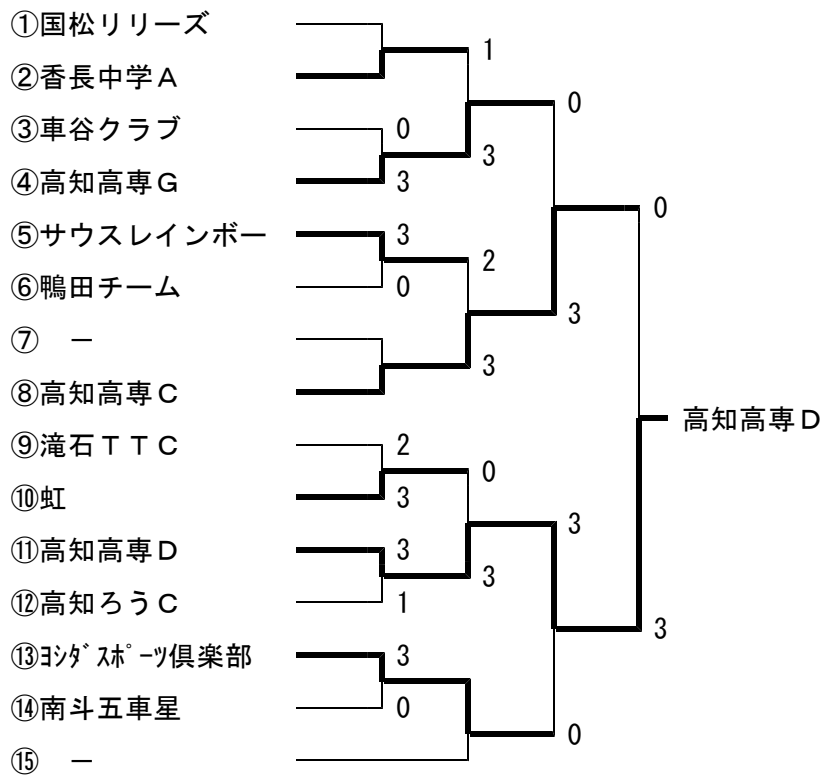 ①国松リリーズ
1
②香長中学A
0
③車谷クラブ
0
3
④高知高専G
3
0
⑤サウスレインボー
3
2
⑥鴨田チーム
0
3
⑦ －
3
⑧高知高専C
高知高専D
⑨滝石TTC
2
0
⑩虹
3
3
⑪高知高専D
3
3
⑫高知ろうC
1
3
⑬ﾖｼﾀﾞｽﾎﾟｰﾂ倶楽部
3
⑭南斗五車星
0
0
⑮ －